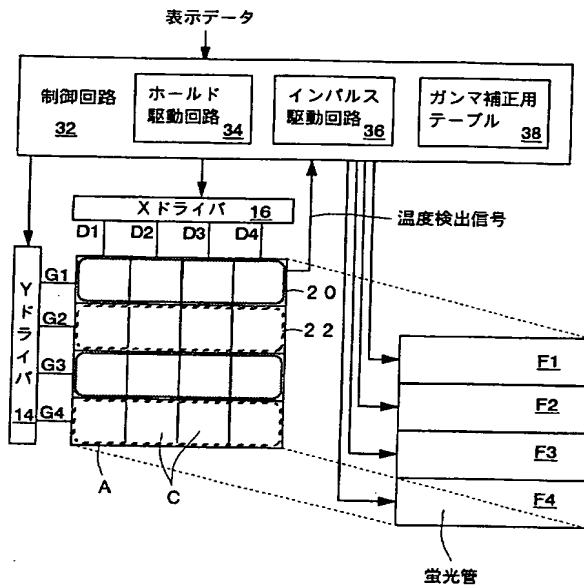 表示データ
制御回路
32
ホールド
駆動回路 34
インパルス
駆動回路 36
ガンマ補正用
テーブル 38
Xドライバ 16
温度検出信号
D1 D2 D3 D4
Yドライバ
14
G1
G2
G3
G4
20
22
F1
F2
F3
F4
A
C
蛍光管